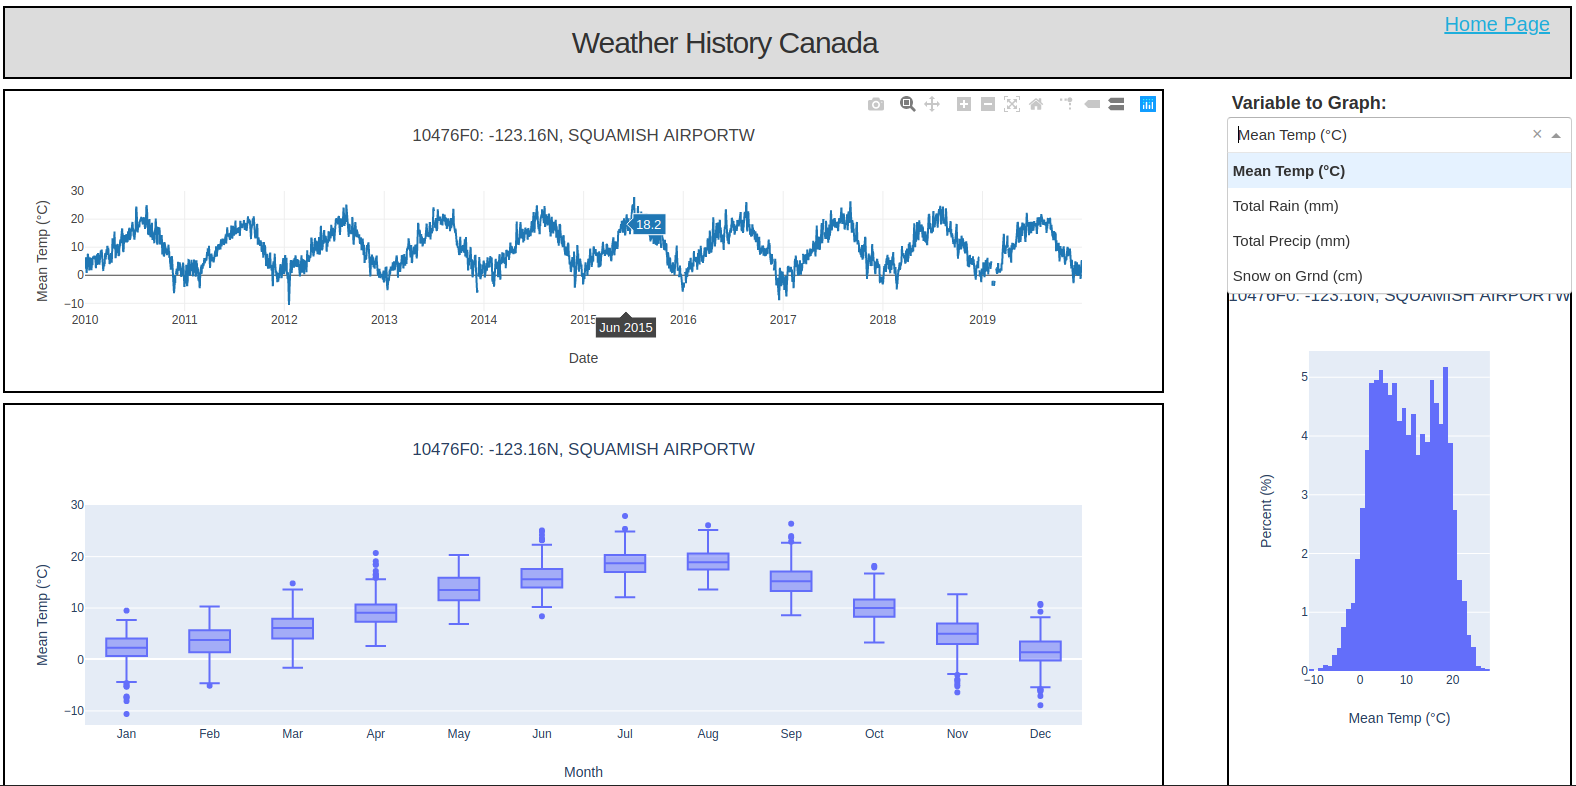 Weather History Canada
Home Page
10476F0: -123.16N, SQUAMISH AIRPORTW
Mean Temp (°C)
30
20
10
0
−10
18.2
2010 2011 2012 2013 2014 2015 2016 2017 2018 2019
Jun 2015
Date
Variable to Graph:
Mean Temp (°C)
Mean Temp (°C)
Total Rain (mm)
Total Precip (mm)
Snow on Grnd (cm)
10476F0: -123.16N, SQUAMISH AIRPORTW
10476F0: -123.16N, SQUAMISH AIRPORTW
Mean Temp (°C)
30
20
10
0
−10
Jan Feb Mar Apr May Jun Jul Aug Sep Oct Nov Dec
Month
Percent (%)
5
4
3
2
1
0
−10 0 10 20
Mean Temp (°C)